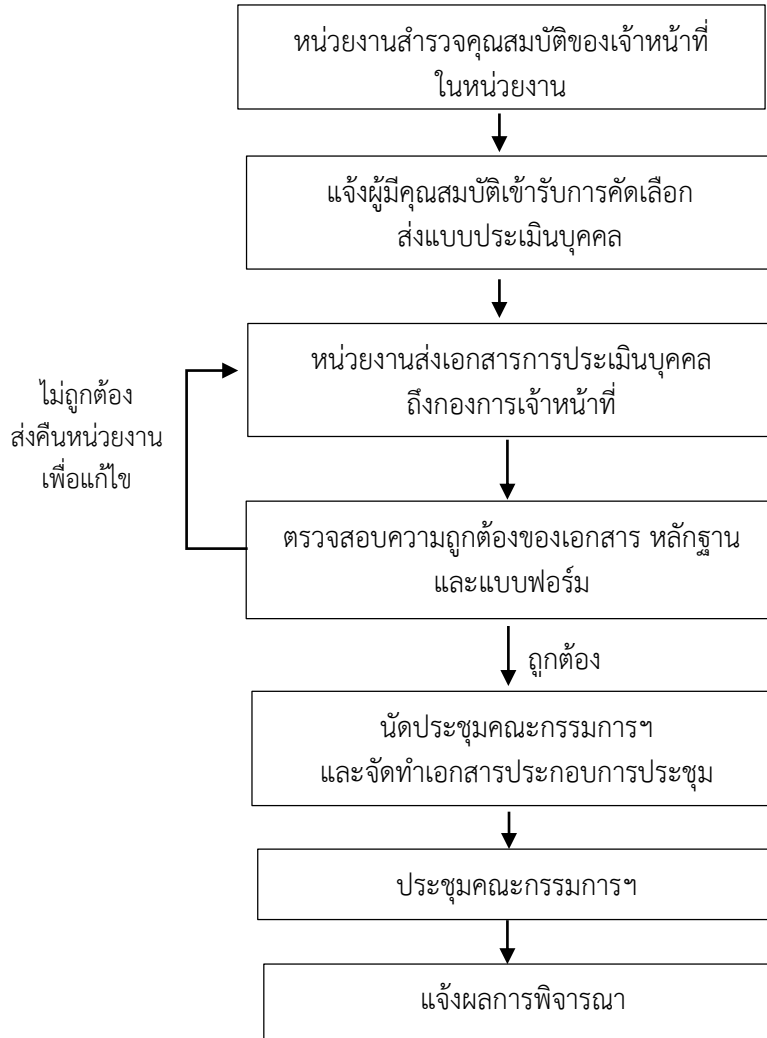 หน่วยงานสำรวจคุณสมบัติของเจ้าหน้าที่
ในหน่วยงาน
แจ้งผู้มีคุณสมบัติเข้ารับการคัดเลือก
ส่งแบบประเมินบุคคล
หน่วยงานส่งเอกสารการประเมินบุคคล
ถึงกองการเจ้าหน้าที่
ไม่ถูกต้อง
ส่งคืนหน่วยงาน
เพื่อแก้ไข
ตรวจสอบความถูกต้องของเอกสาร หลักฐาน
และแบบฟอร์ม
ถูกต้อง
นัดประชุมคณะกรรมการฯ
และจัดทำเอกสารประกอบการประชุม
ประชุมคณะกรรมการฯ
แจ้งผลการพิจารณา